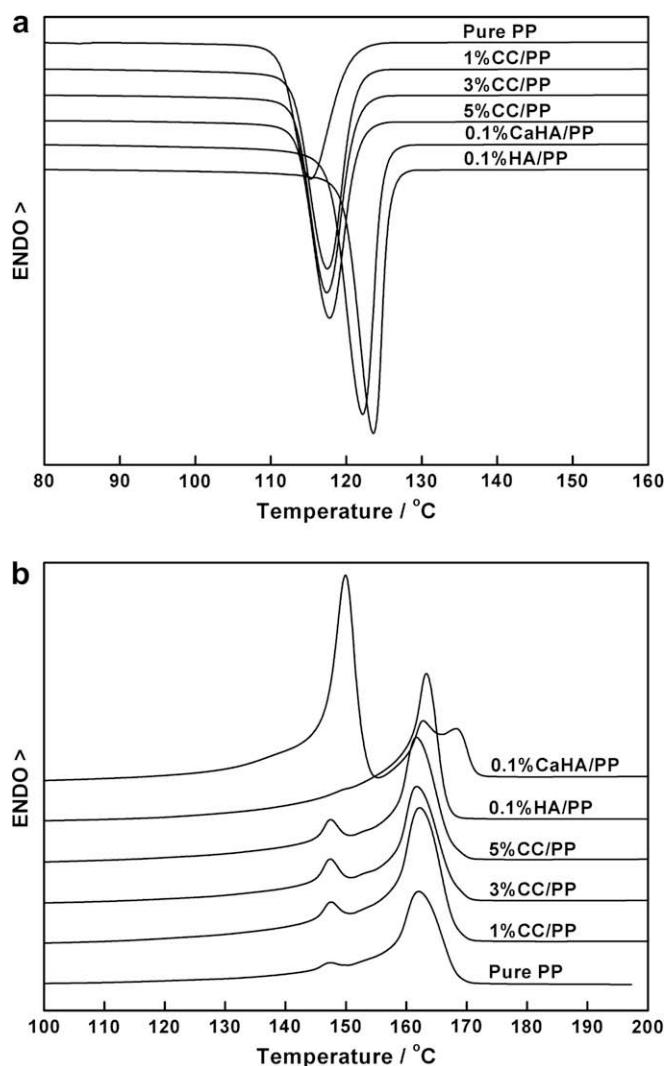 a
Pure PP
1%CC/PP
3%CC/PP
5%CC/PP
0.1%CaHA/PP
0.1%HA/PP
ENDO >
80 90 100 110 120 130 140 150 160
Temperature / °C
b
0.1%CaHA/PP
0.1%HA/PP
5%CC/PP
3%CC/PP
1%CC/PP
Pure PP
ENDO >
100 110 120 130 140 150 160 170 180 190 200
Temperature / °C